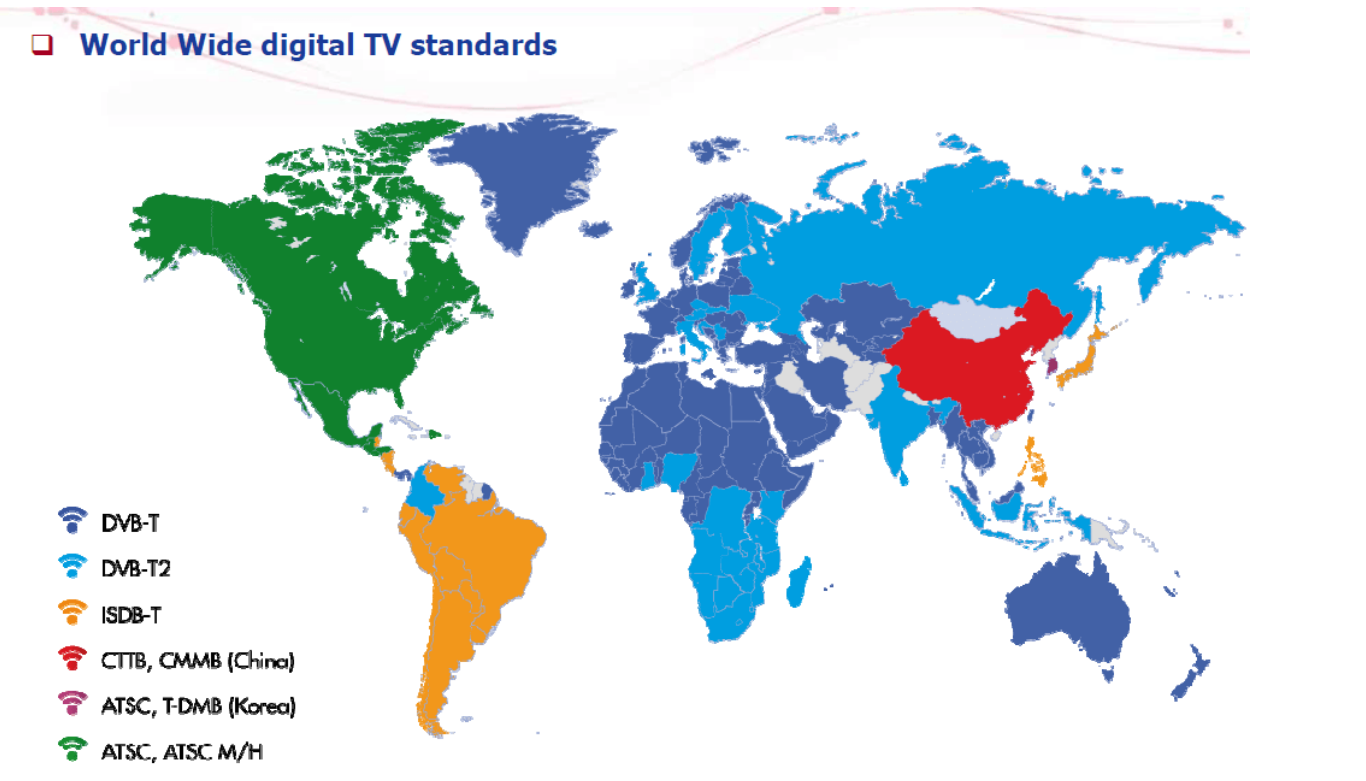 World Wide digital TV standards
DVB-T
DVB-T2
ISDB-T
CTTB, CMMB (China)
ATSC, T-DMB (Korea)
ATSC, ATSC M/H